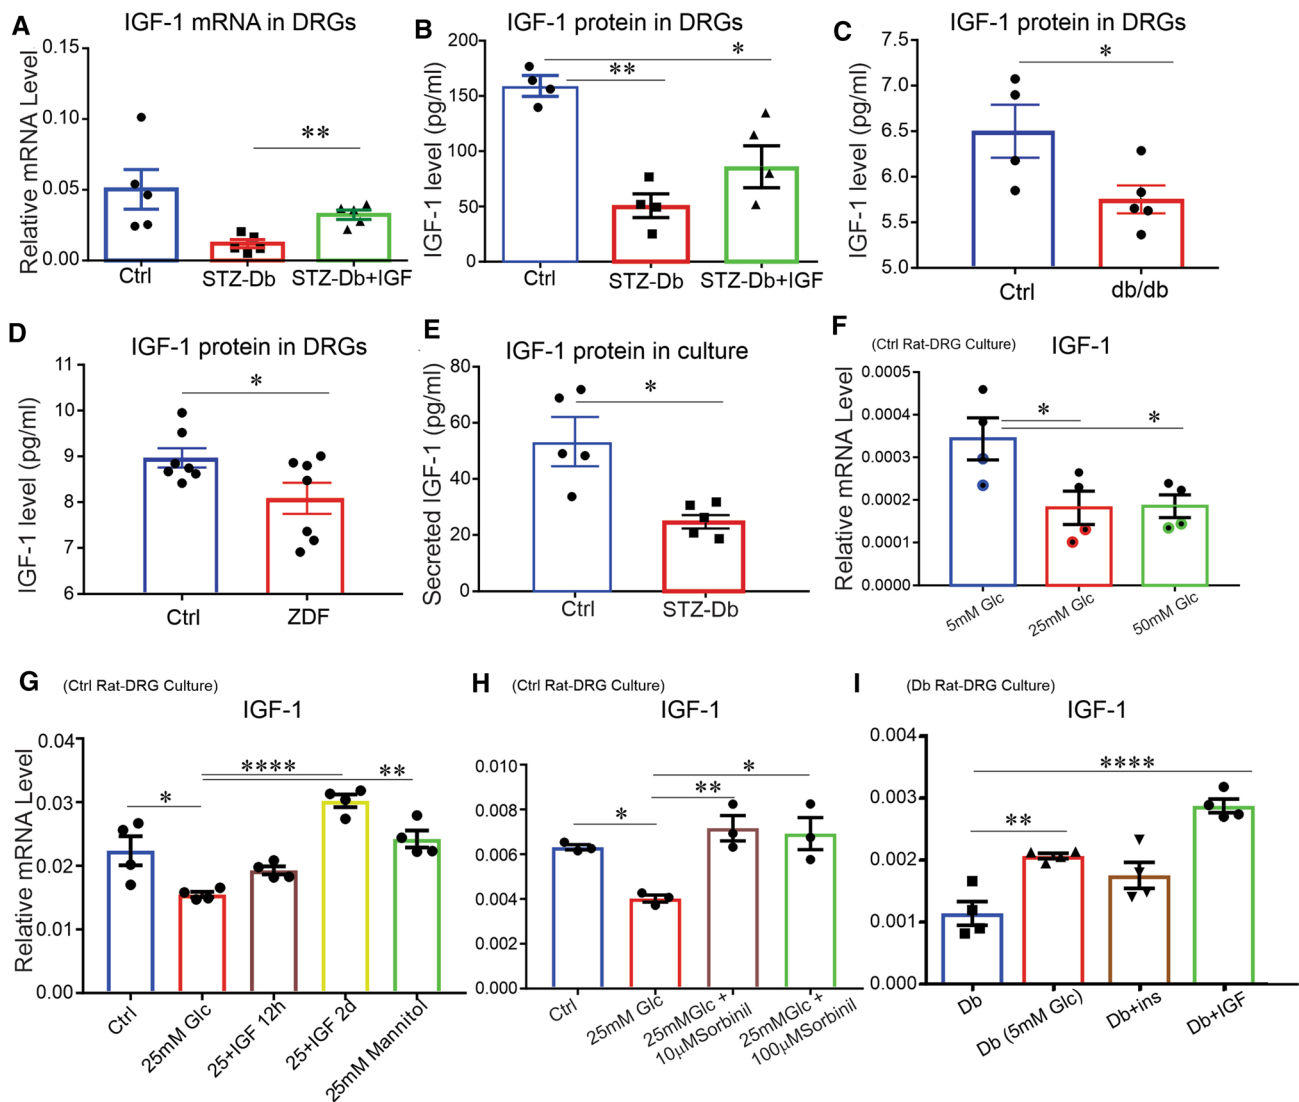 A
IGF-1 mRNA in DRGs
Relative mRNA Level
0.15
0.10
0.05
0.00
**
Ctrl
STZ-Db
STZ-Db+IGF
B
IGF-1 protein in DRGs
IGF-1 level (pg/ml)
200
150
100
50
0
*
**
Ctrl
STZ-Db
STZ-Db+IGF
C
IGF-1 protein in DRGs
IGF-1 level (pg/ml)
7.5
7.0
6.5
6.0
5.5
5.0
*
Ctrl
db/db
D
IGF-1 protein in DRGs
IGF-1 level (pg/ml)
11
10
9
8
7
6
*
Ctrl
ZDF
E
IGF-1 protein in culture
Secreted IGF-1 (pg/ml)
80
60
40
20
0
*
Ctrl
STZ-Db
F
(Ctrl Rat-DRG Culture)
IGF-1
Relative mRNA Level
0.0005
0.0004
0.0003
0.0002
0.0001
0.0000
*
*
5mM Glc
25mM Glc
50mM Glc
G
(Ctrl Rat-DRG Culture)
IGF-1
Relative mRNA Level
0.04
0.03
0.02
0.01
0.00
*
****
**
Ctrl
25mM Glc
25+IGF 12h
25+IGF 2d
25mM Mannitol
H
(Ctrl Rat-DRG Culture)
IGF-1
0.010
0.008
0.006
0.004
0.002
0.000
*
**
*
Ctrl
25mM Glc
25mMGlc +
10µMSorbinil
25mMGlc +
100µMSorbinil
I
(Db Rat-DRG Culture)
IGF-1
0.004
0.003
0.002
0.001
0.000
****
**
Db
Db (5mM Glc)
Db+ins
Db+IGF